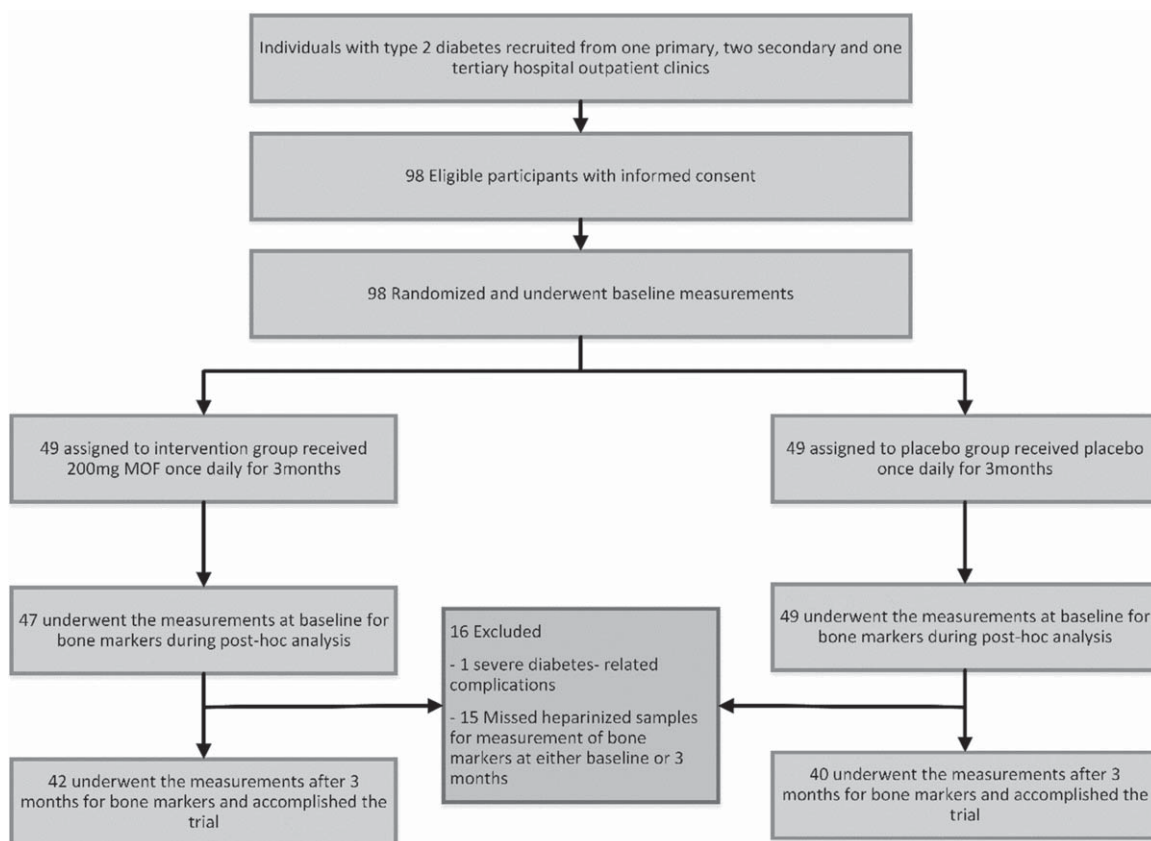 Individuals with type 2 diabetes recruited from one primary, two secondary and one
tertiary hospital outpatient clinics
98 Eligible participants with informed consent
98 Randomized and underwent baseline measurements
49 assigned to intervention group received
200mg MOF once daily for 3months
49 assigned to placebo group received placebo
once daily for 3months
47 underwent the measurements at baseline for
bone markers during post-hoc analysis
49 underwent the measurements at baseline for
bone markers during post-hoc analysis
16 Excluded
- 1 severe diabetes- related
complications
- 15 Missed heparinized samples
for measurement of bone
markers at either baseline or 3
months
42 underwent the measurements after 3
months for bone markers and accomplished the
trial
40 underwent the measurements after 3
months for bone markers and accomplished the
trial